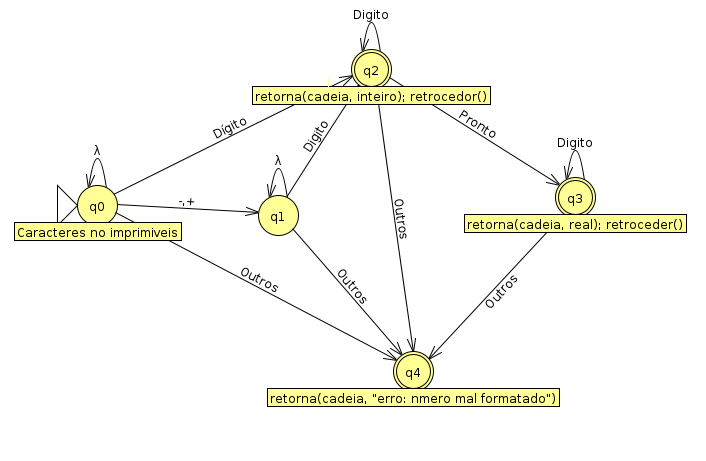 Digito
q2
retorna(cadeia, inteiro); retrocedor()
Dígito
Digito
Pronto
λ
λ
Digito
q0
-,+
q1
q3
Caracteres no imprimiveis
Outros
retorna(cadeia, real); retroceder()
Outros
Outros
Outros
q4
retorna(cadeia, "erro: nmero mal formatado")